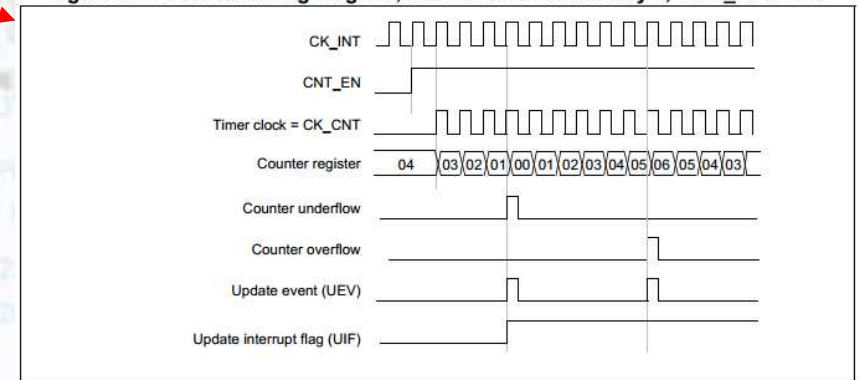 CK_INT
CNT_EN
Timer clock = CK_CNT
Counter register 04 03 02 01 00 01 02 03 04 05 06 05 04 03
Counter underflow
Counter overflow
Update event (UEV)
Update interrupt flag (UIF)